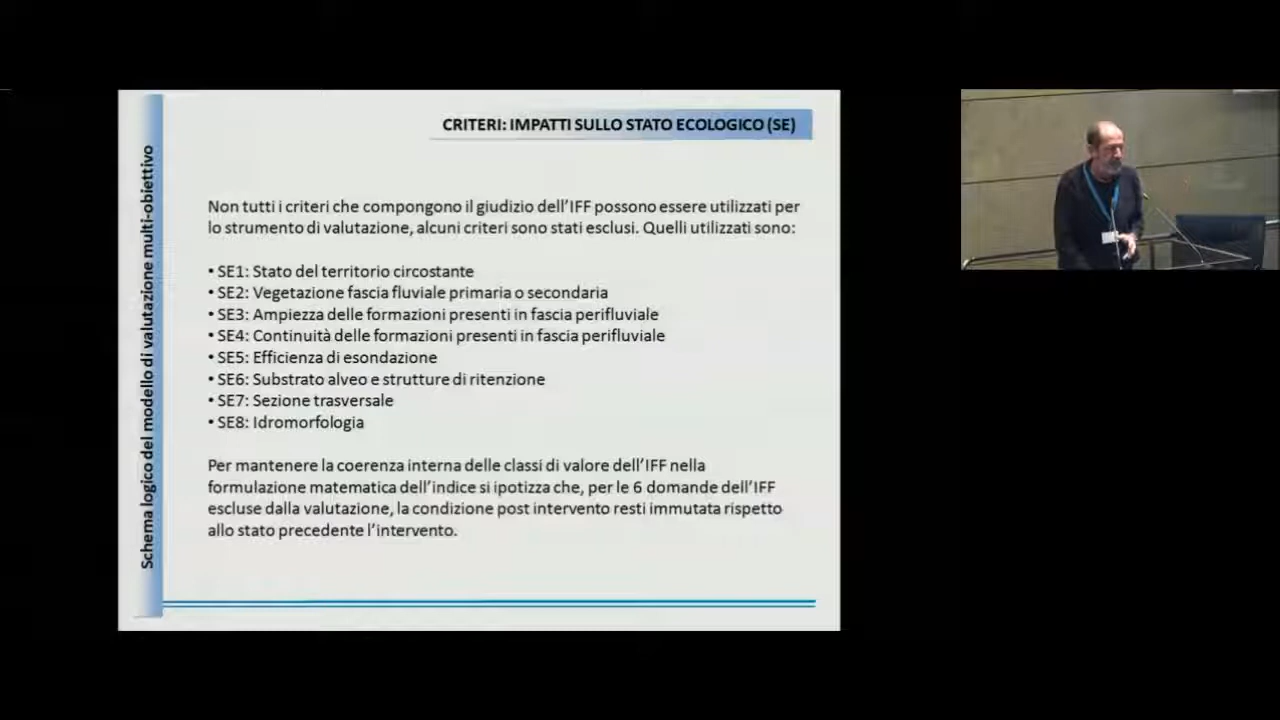 CRITERI: IMPATTI SULLO STATO ECOLOGICO (SE)
Schema logico del modello di valutazione multi-obiettivo
Non tutti i criteri che compongono il giudizio dell'IFF possono essere utilizzati per
lo strumento di valutazione, alcuni criteri sono stati esclusi. Quelli utilizzati sono:
• SE1: Stato del territorio circostante
• SE2: Vegetazione fascia fluviale primaria o secondaria
• SE3: Ampiezza delle formazioni presenti in fascia perifluviale
• SE4: Continuità delle formazioni presenti in fascia perifluviale
• SE5: Efficienza di esondazione
• SE6: Substrato alveo e strutture di ritenzione
• SE7: Sezione trasversale
• SE8: Idromorfologia
Per mantenere la coerenza interna delle classi di valore dell'IFF nella
formulazione matematica dell'indice si ipotizza che, per le 6 domande dell'IFF
escluse dalla valutazione, la condizione post intervento resti immutata rispetto
allo stato precedente l'intervento.